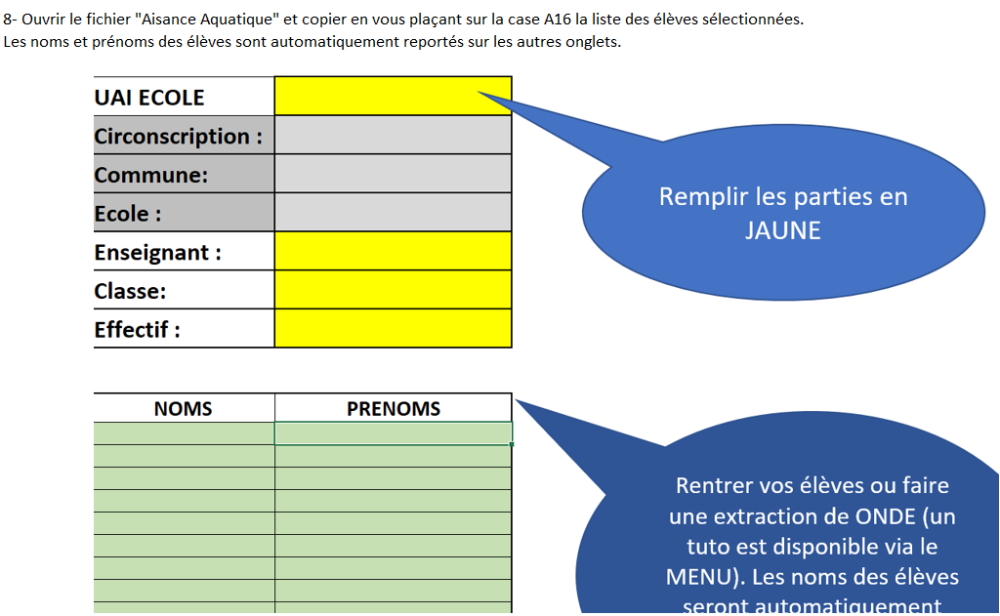 8- Ouvrir le fichier "Aisance Aquatique" et copier en vous plaçant sur la case A16 la liste des élèves sélectionnées.
Les noms et prénoms des élèves sont automatiquement reportés sur les autres onglets.
UAI ECOLE
Circonscription :
Commune:
Ecole :
Enseignant :
Classe:
Effectif :
Remplir les parties en
JAUNE
NOMS PRENOMS
Rentrer vos élèves ou faire
une extraction de ONDE (un
tuto est disponible via le
MENU). Les noms des élèves
seront automatiquement